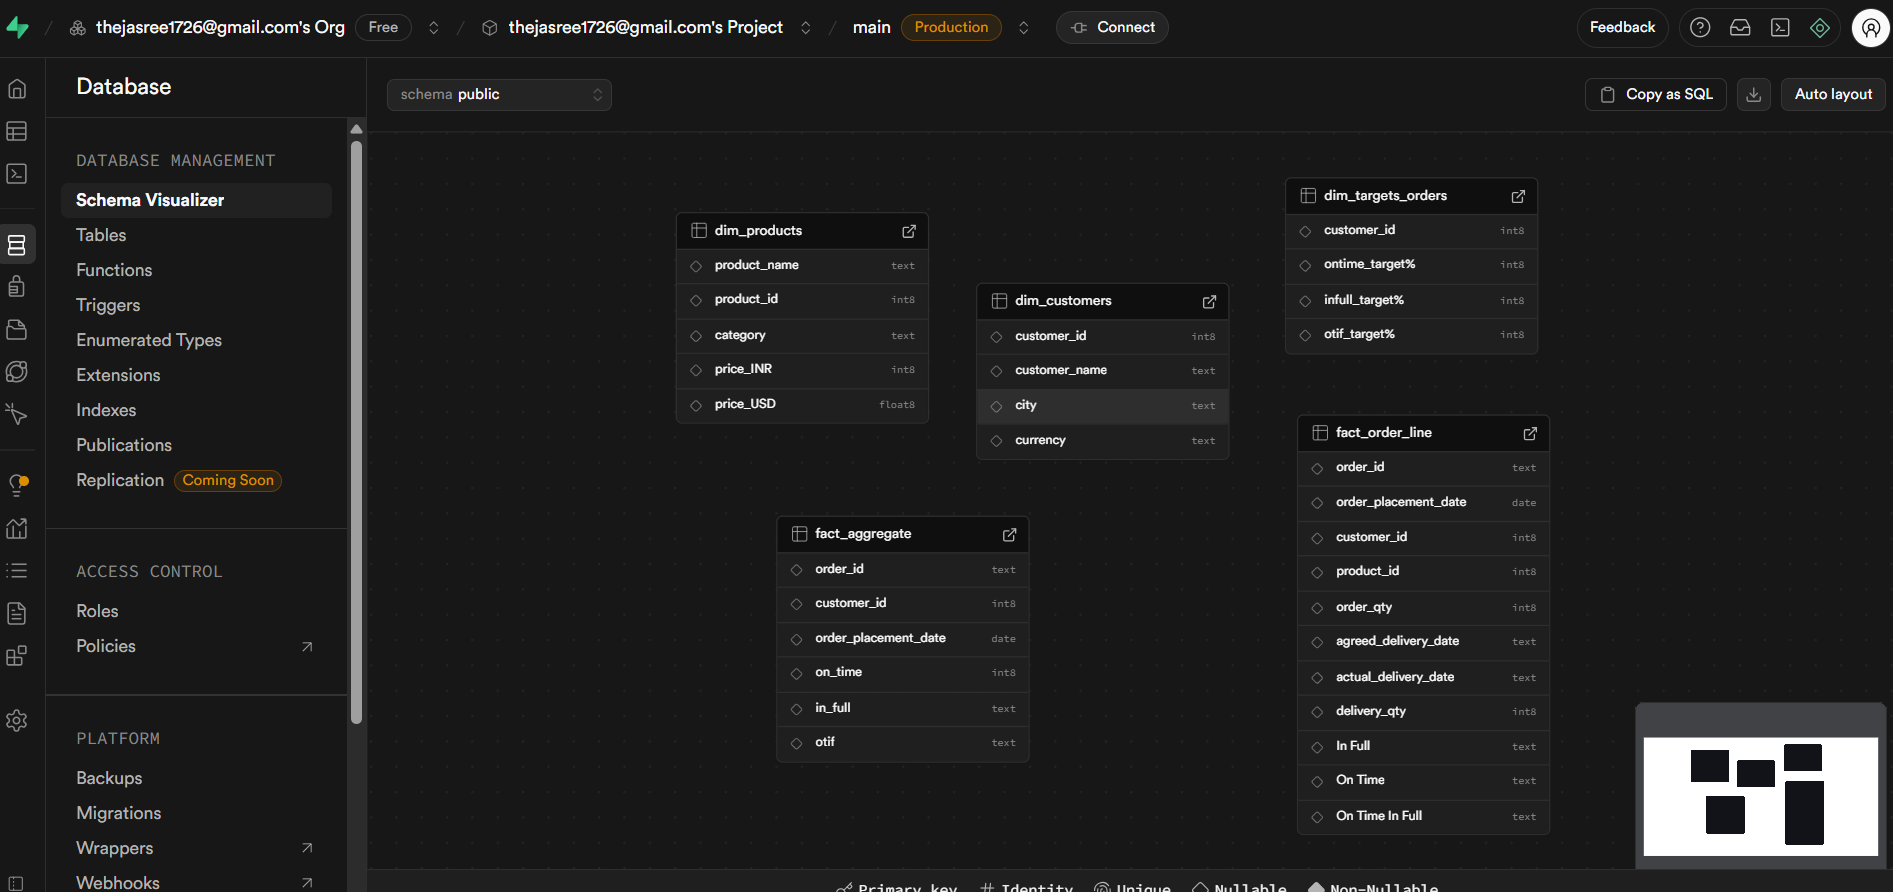 thejasree1726@gmail.com's Org Free thejasree1726@gmail.com's Project main Production Connect Feedback
Database
DATABASE MANAGEMENT
Schema Visualizer
Tables
Functions
Triggers
Enumerated Types
Extensions
Indexes
Publications
Replication Coming Soon
ACCESS CONTROL
Roles
Policies
PLATFORM
Backups
Migrations
Wrappers
Webhooks
schema public
Copy as SQL Auto layout
dim_products
product_name text
product_id int8
category text
price_INR int8
price_USD float8
dim_customers
customer_id int8
customer_name text
city text
currency text
dim_targets_orders
customer_id int8
ontime_target% int8
infull_target% int8
otif_target% int8
fact_aggregate
order_id text
customer_id int8
order_placement_date date
on_time int8
in_full text
otif text
fact_order_line
order_id text
order_placement_date date
customer_id int8
product_id int8
order_qty int8
agreed_delivery_date text
actual_delivery_date text
delivery_qty int8
In Full text
On Time text
On Time In Full text
Primary key Identity Unique Nullable Non-Nullable